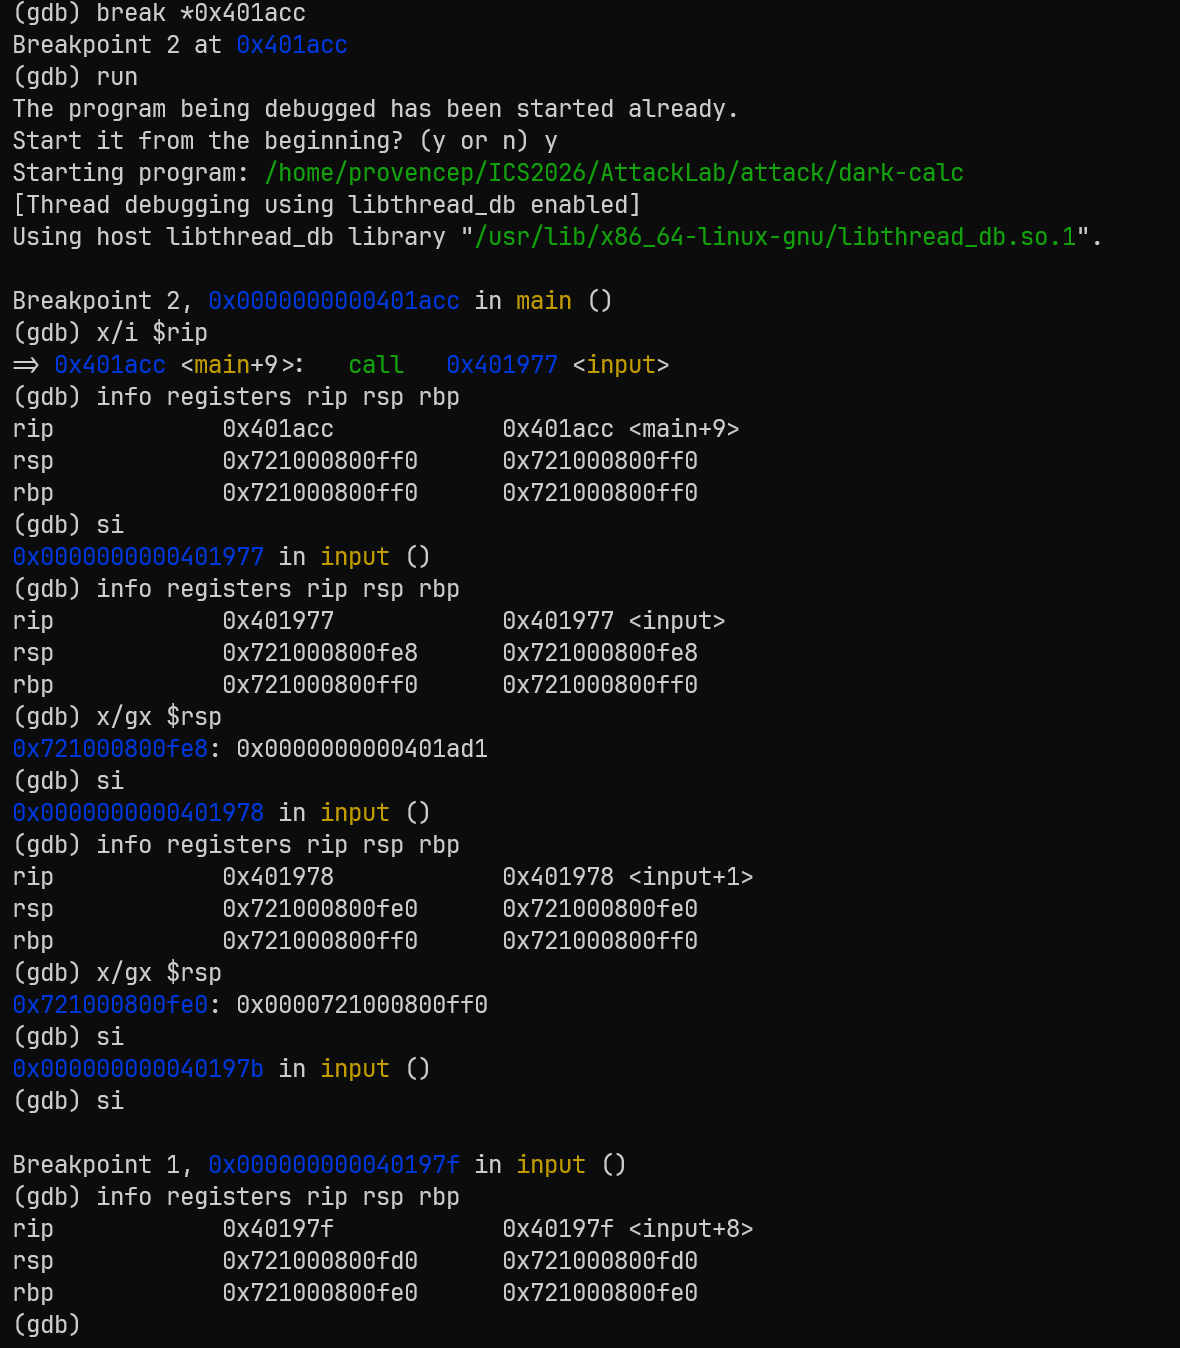 (gdb) break *0x401acc
Breakpoint 2 at 0x401acc
(gdb) run
The program being debugged has been started already.
Start it from the beginning? (y or n) y
Starting program: /home/provencep/ICS2026/AttackLab/attack/dark-calc
[Thread debugging using libthread_db enabled]
Using host libthread_db library "/usr/lib/x86_64-linux-gnu/libthread_db.so.1".

Breakpoint 2, 0x0000000000401acc in main ()
(gdb) x/i $rip
=> 0x401acc <main+9>:   call   0x401977 <input>
(gdb) info registers rip rsp rbp
rip            0x401acc            0x401acc <main+9>
rsp            0x721000800ff0      0x721000800ff0
rbp            0x721000800ff0      0x721000800ff0
(gdb) si
0x0000000000401977 in input ()
(gdb) info registers rip rsp rbp
rip            0x401977            0x401977 <input>
rsp            0x721000800fe8      0x721000800fe8
rbp            0x721000800ff0      0x721000800ff0
(gdb) x/gx $rsp
0x721000800fe8: 0x0000000000401ad1
(gdb) si
0x0000000000401978 in input ()
(gdb) info registers rip rsp rbp
rip            0x401978            0x401978 <input+1>
rsp            0x721000800fe0      0x721000800fe0
rbp            0x721000800ff0      0x721000800ff0
(gdb) x/gx $rsp
0x721000800fe0: 0x0000721000800ff0
(gdb) si
0x000000000040197b in input ()
(gdb) si

Breakpoint 1, 0x000000000040197f in input ()
(gdb) info registers rip rsp rbp
rip            0x40197f            0x40197f <input+8>
rsp            0x721000800fd0      0x721000800fd0
rbp            0x721000800fe0      0x721000800fe0
(gdb)